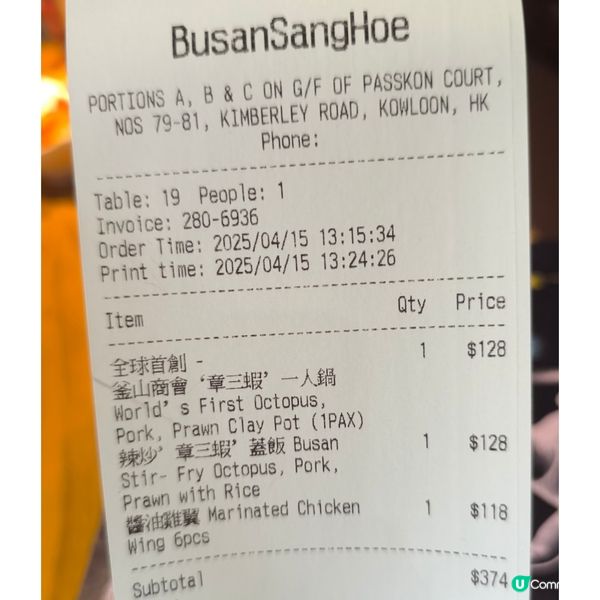 BusanSangHoe
PORTIONS A, B & C ON G/F OF PASSKON COURT,
NOS 79-81, KIMBERLEY ROAD, KOWLOON, HK
Phone:
Table: 19 People: 1
Invoice: 280-6936
Order Time: 2025/04/15 13:15:34
Print time: 2025/04/15 13:24:26
Item Qty Price
全球首創 - 1 $128
釜山商會‘章三蝦’一人鍋
World’s First Octopus,
Pork, Prawn Clay Pot (1PAX)
辣炒’章三蝦’蓋飯 Busan 1 $128
Stir- Fry Octopus, Pork,
Prawn with Rice
醬油雞翼 Marinated Chicken 1 $118
Wing 6pcs
Subtotal $374
U Comm